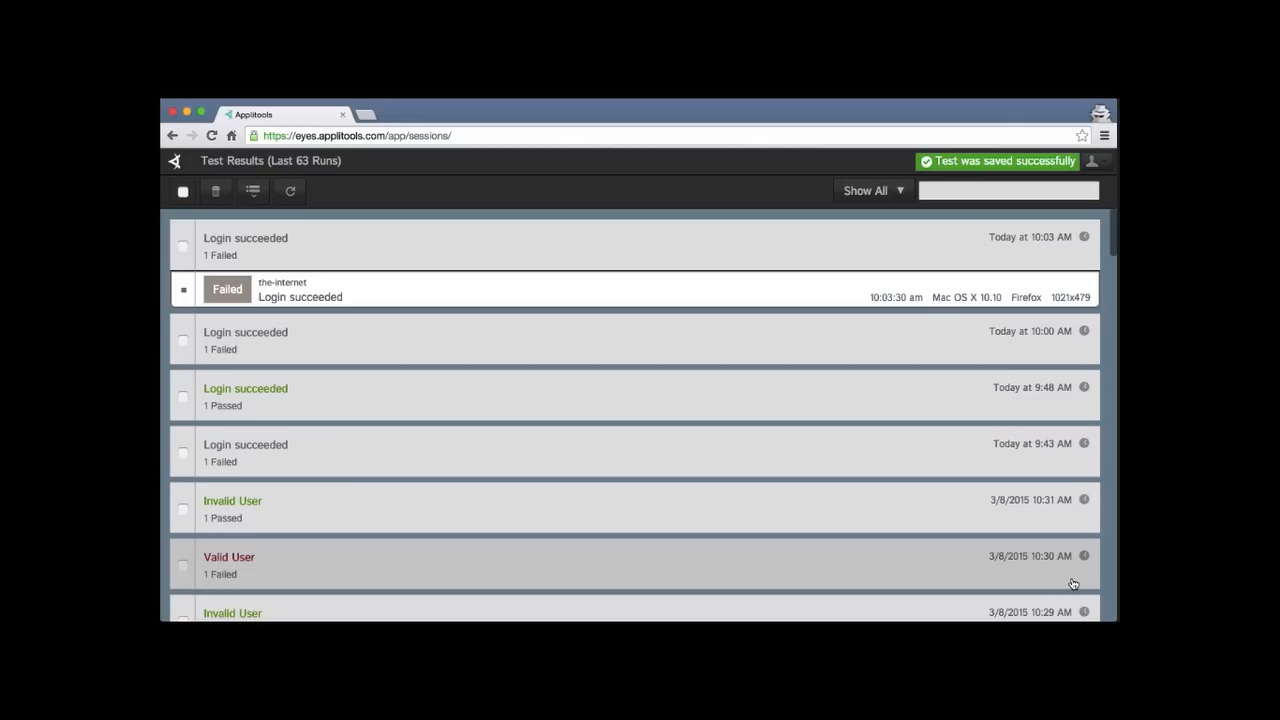 Applitools
https://eyes.applitools.com/app/sessions/
Test Results (Last 63 Runs)
Test was saved successfully
Show All
Login succeeded
Today at 10:03 AM
1 Failed
Failed
the-internet
Login succeeded
10:03:30 am Mac OS X 10.10 Firefox 1021x479
Login succeeded
Today at 10:00 AM
1 Failed
Login succeeded
Today at 9:48 AM
1 Passed
Login succeeded
Today at 9:43 AM
1 Failed
Invalid User
3/8/2015 10:31 AM
1 Passed
Valid User
3/8/2015 10:30 AM
1 Failed
Invalid User
3/8/2015 10:29 AM